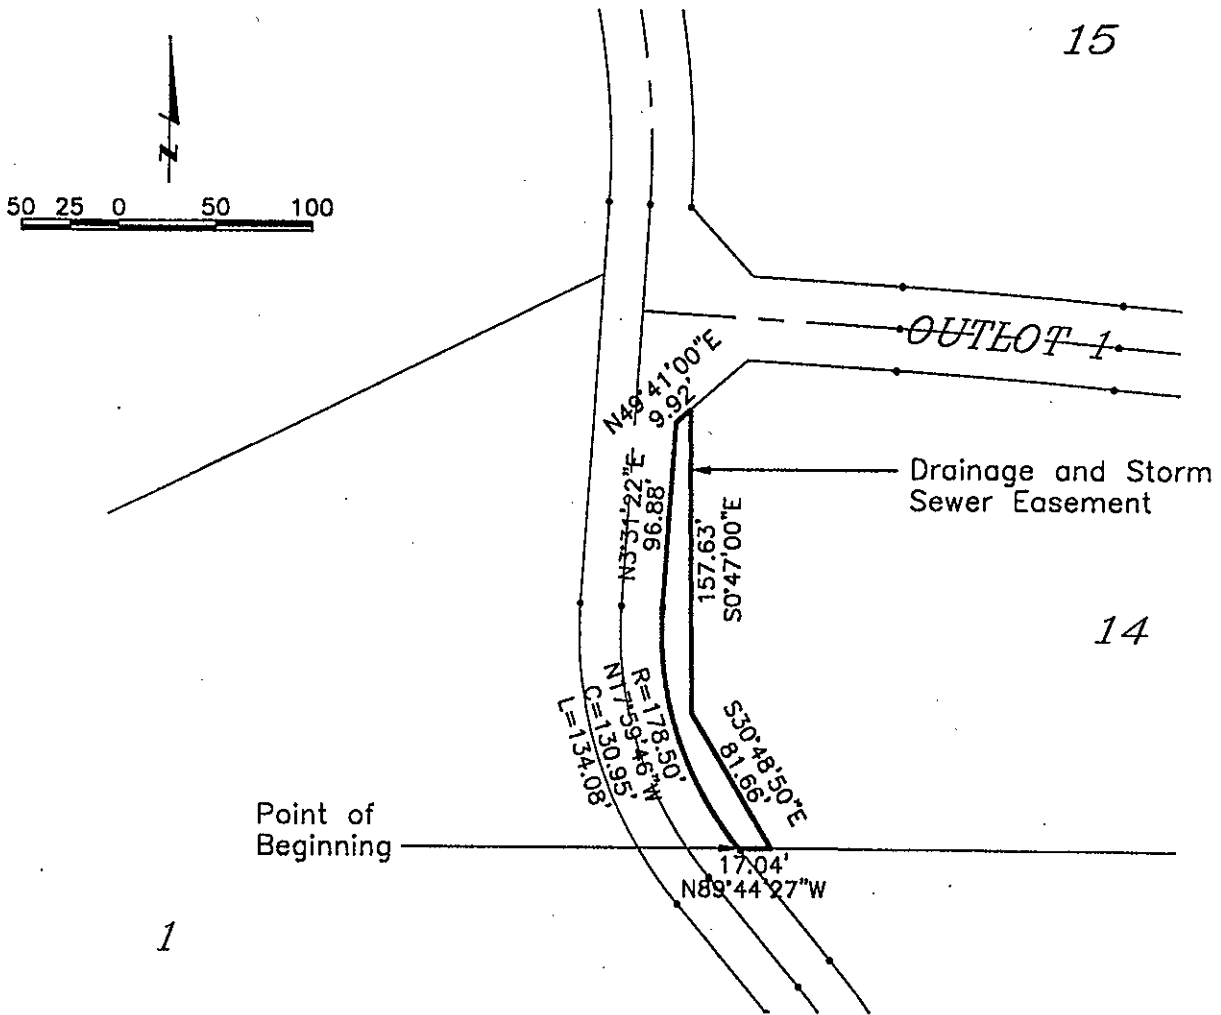 15
N
50 25 0 50 100
OUTLOT 1
N49°41'00"E
9.92'
Drainage and Storm
Sewer Easement
N3°31'22"E
96.88'
157.63'
S0°47'00"E
14
R=178.50'
N17°59'46"W
C=130.95'
L=134.08'
S30°48'50"E
81.66'
Point of
Beginning
17.04'
N89°44'27"W
1